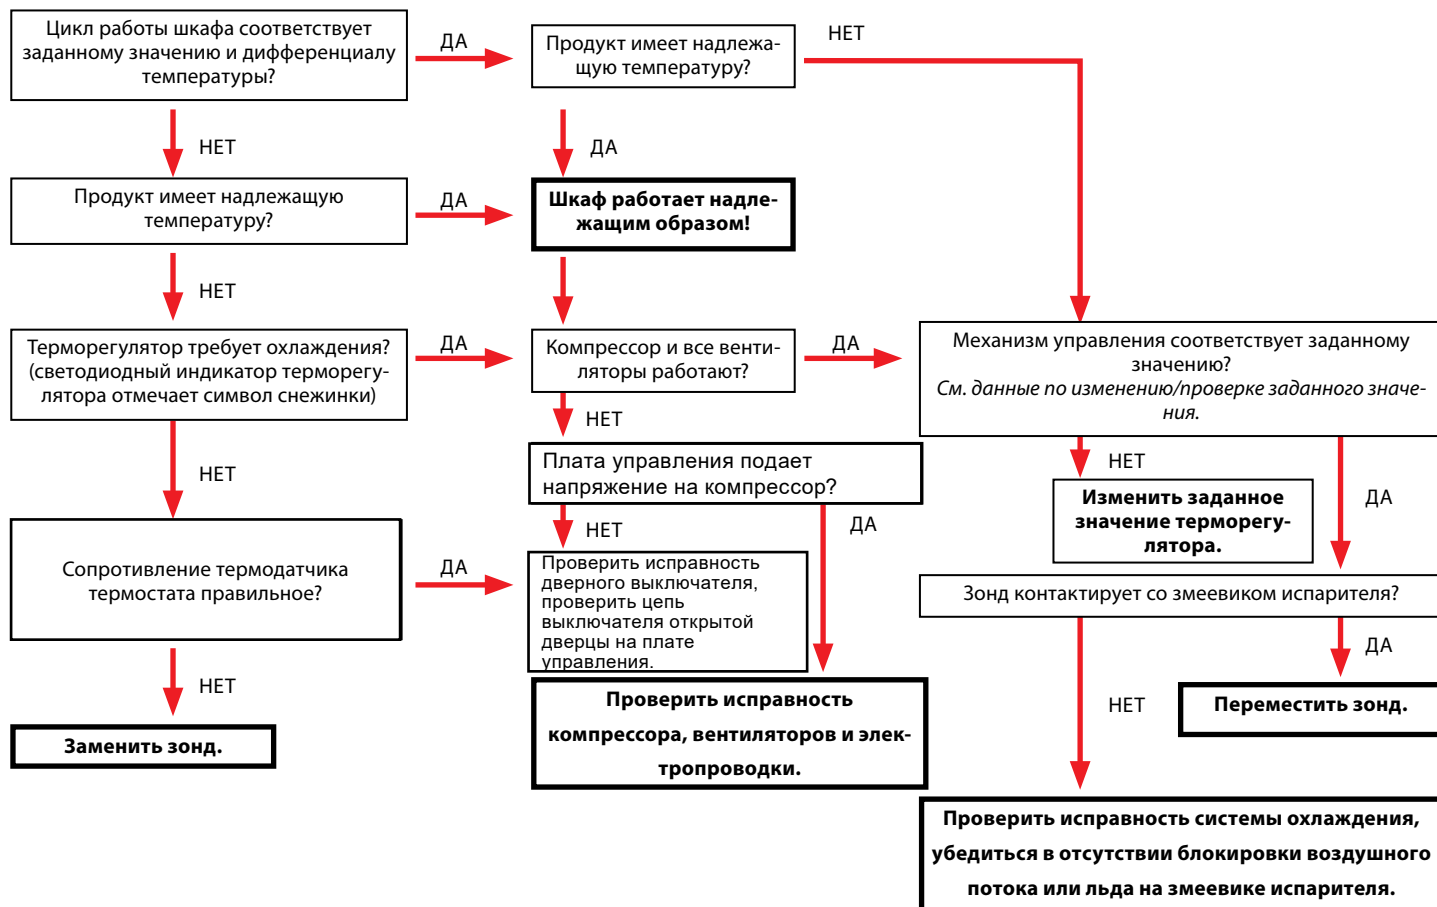 Цикл работы шкафа соответствует
заданному значению и дифференциалу
температуры?
ДА
Продукт имеет надлежа-
щую температуру?
НЕТ
НЕТ
ДА
Продукт имеет надлежащую
температуру?
ДА
Шкаф работает надле-
жащим образом!
НЕТ
Терморегулятор требует охлаждения?
(светодиодный индикатор терморегу-
лятора отмечает символ снежинки)
ДА
Компрессор и все венти-
ляторы работают?
ДА
Механизм управления соответствует заданному
значению?
См. данные по изменению/проверке заданного значе-
ния.
НЕТ
НЕТ
Плата управления подает
напряжение на компрессор?
НЕТ
Изменить заданное
значение терморегу-
лятора.
ДА
НЕТ
ДА
Сопротивление термодатчика
термостата правильное?
ДА
Проверить исправность
дверного выключателя,
проверить цепь
выключателя открытой
дверцы на плате
управления.
Зонд контактирует со змеевиком испарителя?
НЕТ
ДА
Заменить зонд.
Проверить исправность
компрессора, вентиляторов и элек-
тропроводки.
НЕТ
Переместить зонд.
Проверить исправность системы охлаждения,
убедиться в отсутствии блокировки воздушного
потока или льда на змеевике испарителя.